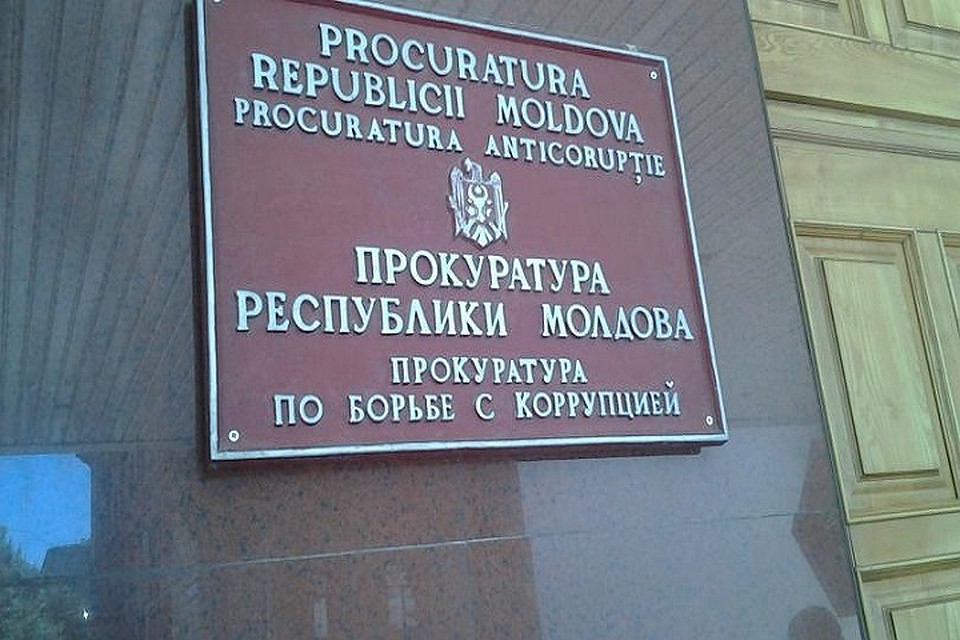 PROCURATURA
REPUBLICII MOLDOVA
PROCURATURA ANTICORUPȚIE
ПРОКУРАТУРА
РЕСПУБЛИКИ МОЛДОВА
ПРОКУРАТУРА
ПО БОРЬБЕ С КОРРУПЦИЕЙ